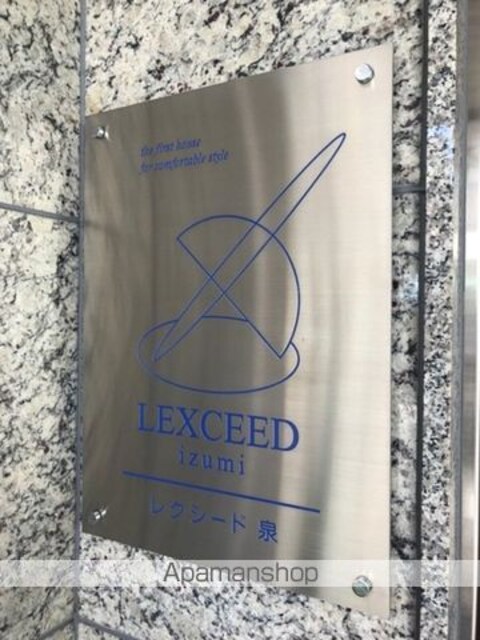 the first house
for comfortable style
LEXCEED
izumi
レクシード 泉
Apamanshop